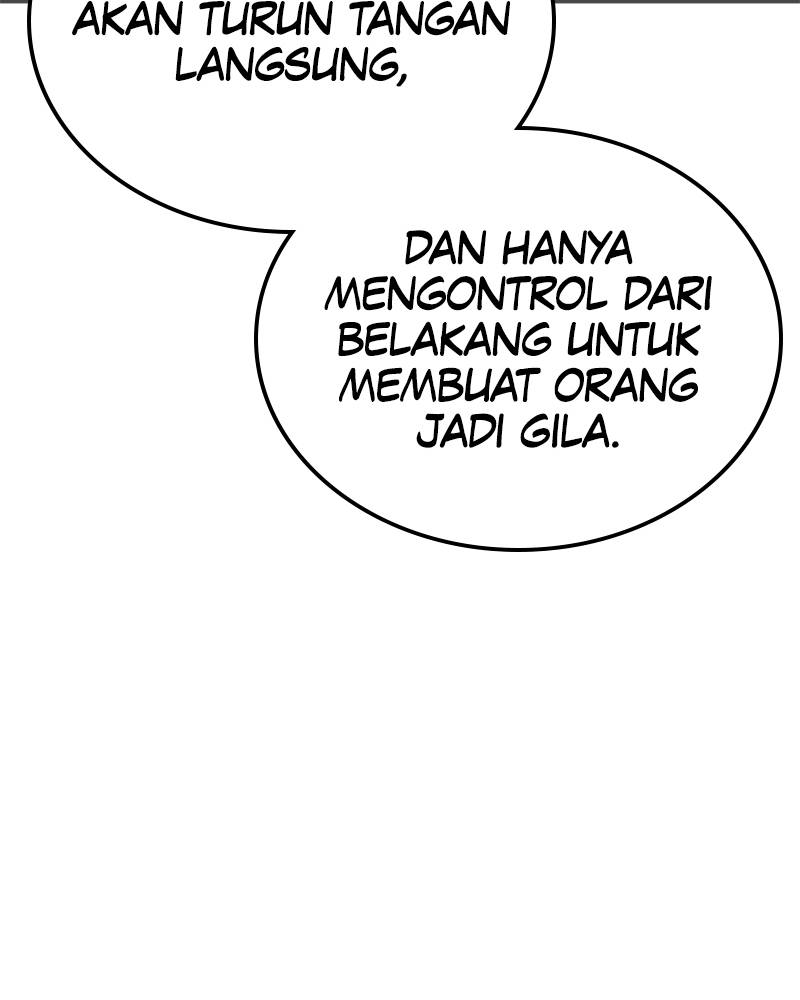 AKAN TURUN TANGAN
LANGSUNG,
DAN HANYA
MENGONTROL DARI
BELAKANG UNTUK
MEMBUAT ORANG
JADI GILA.